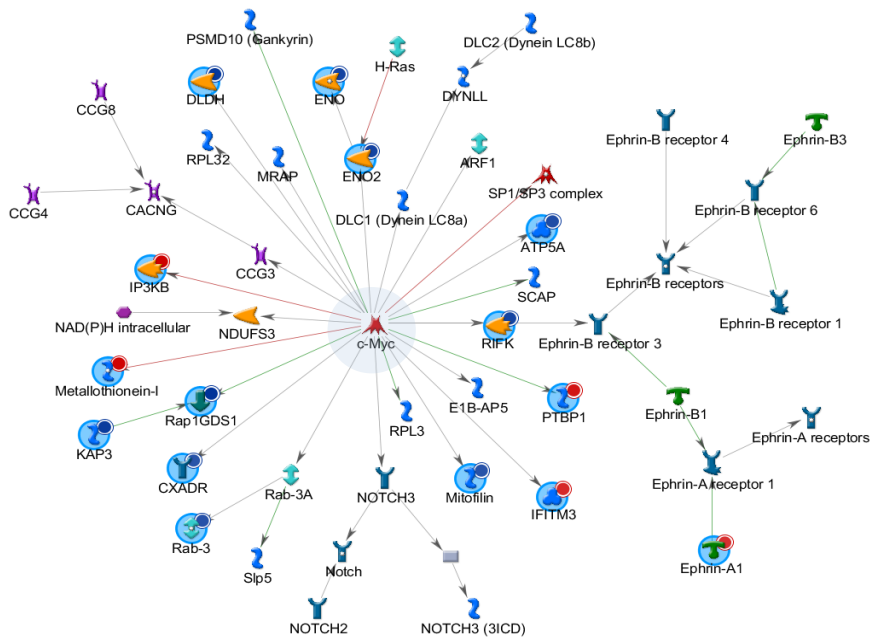 PSMD10 (Gankyrin)
DLC2 (Dynein LC8b)
H-Ras
DLDH
ENO
DYNLL
CCG8
Ephrin-B receptor 4
Ephrin-B3
RPL32
MRAP
ENO2
ARF1
SP1/SP3 complex
CCG4
CACNG
DLC1 (Dynein LC8a)
Ephrin-B receptor 6
ATP5A
CCG3
IP3KB
SCAP
Ephrin-B receptors
NAD(P)H intracellular
NDUFS3
c-Myc
RIFK
Ephrin-B receptor 3
Ephrin-B receptor 1
Metallothionein-I
Rap1GDS1
RPL3
E1B-AP5
PTBP1
Ephrin-B1
Ephrin-A receptors
KAP3
CXADR
Rab-3A
NOTCH3
Mitofilin
IFITM3
Ephrin-A receptor 1
Rab-3
Slp5
Notch
Ephrin-A1
NOTCH2
NOTCH3 (3ICD)